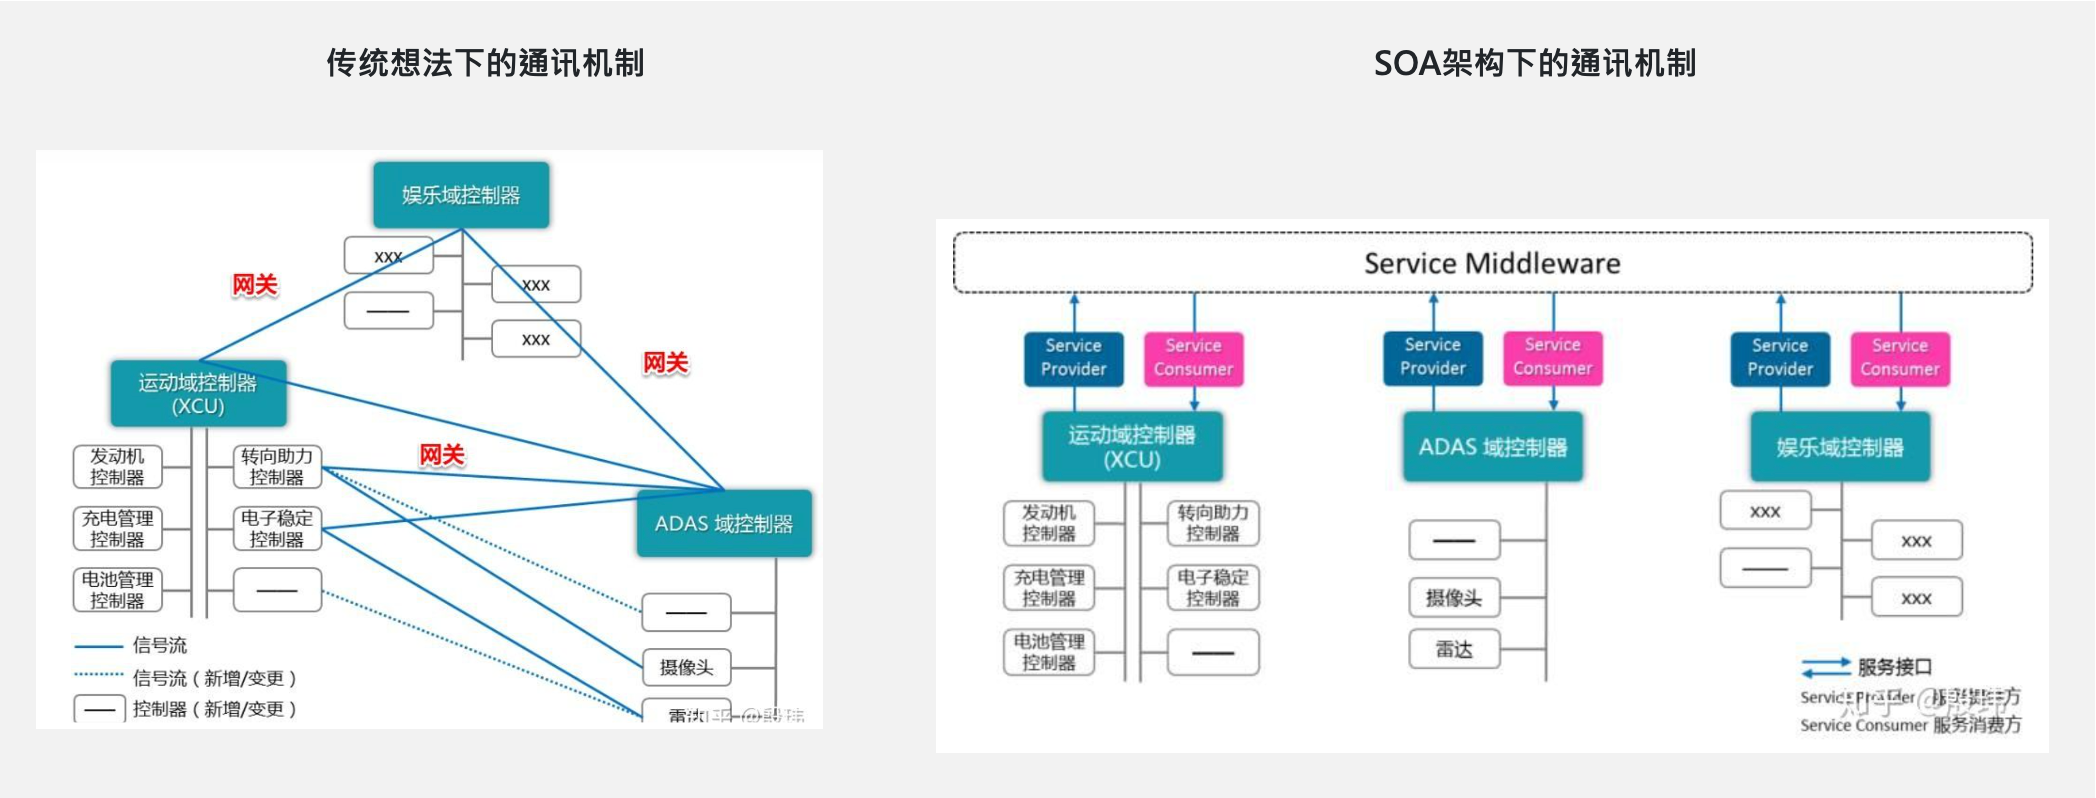 传统想法下的通讯机制
SOA架构下的通讯机制
娱乐域控制器
xxx
xxx
xxx
网关
网关
网关
运动域控制器
(XCU)
发动机
控制器
转向助力
控制器
充电管理
控制器
电子稳定
控制器
电池管理
控制器
ADAS 域控制器
摄像头
雷达
信号流
信号流（新增/变更）
控制器（新增/变更）
知乎 @殷玮
Service Middleware
Service
Provider
Service
Consumer
Service
Provider
Service
Consumer
Service
Provider
Service
Consumer
运动域控制器
(XCU)
ADAS 域控制器
娱乐域控制器
发动机
控制器
转向助力
控制器
充电管理
控制器
电子稳定
控制器
电池管理
控制器
摄像头
雷达
xxx
xxx
xxx
服务接口
Service Provider 服务提供方
Service Consumer 服务消费方
知乎 @殷玮